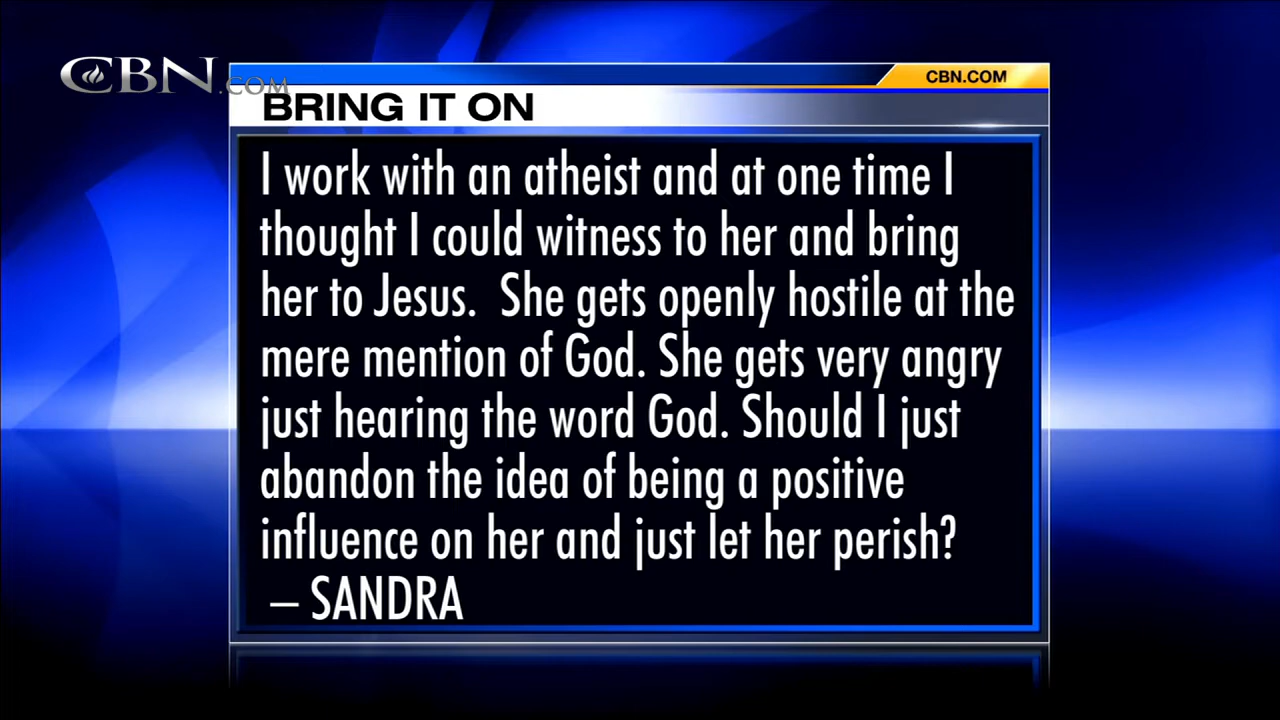 CBN.COM
CBN.COM
BRING IT ON
I work with an atheist and at one time I
thought I could witness to her and bring
her to Jesus.  She gets openly hostile at the
mere mention of God. She gets very angry
just hearing the word God. Should I just
abandon the idea of being a positive
influence on her and just let her perish?
– SANDRA